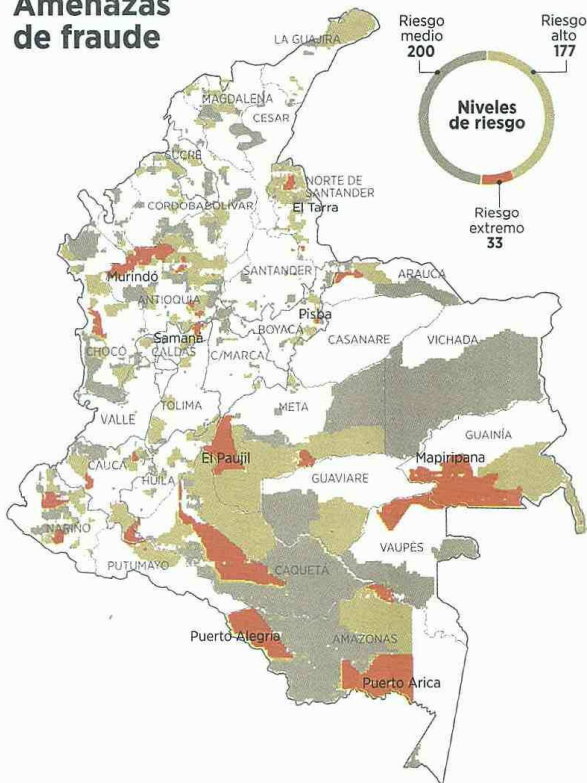 Amenazas
de fraude
Riesgo
medio
200
Riesgo
alto
177
Niveles
de riesgo
Riesgo
extremo
33
LA GUAJIRA
MAGDALENA
CESAR
SUCRE
NORTE DE
SANTANDER
CÓRDOBA
BOLÍVAR
El Tarra
Murindó
SANTANDER
ARAUCA
ANTIOQUIA
Pisba
Samaná
BOYACÁ
CASANARE
VICHADA
CHOCÓ
CALDAS
C/MARCA
TOLIMA
META
VALLE
GUAINÍA
CAUCA
El Paujil
Mapiripana
HUILA
GUAVIARE
NARIÑO
VAUPÉS
PUTUMAYO
CAQUETÁ
Puerto Alegría
AMAZONAS
Puerto Arica